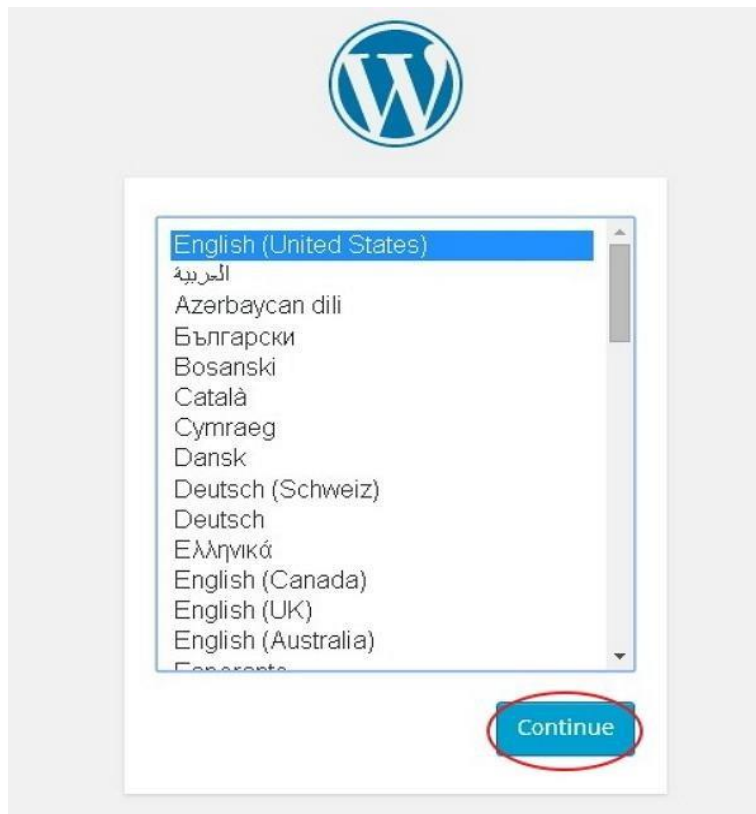 English (United States)
العربية
Azərbaycan dili
Български
Bosanski
Català
Cymraeg
Dansk
Deutsch (Schweiz)
Deutsch
Ελληνικά
English (Canada)
English (UK)
English (Australia)
Continue